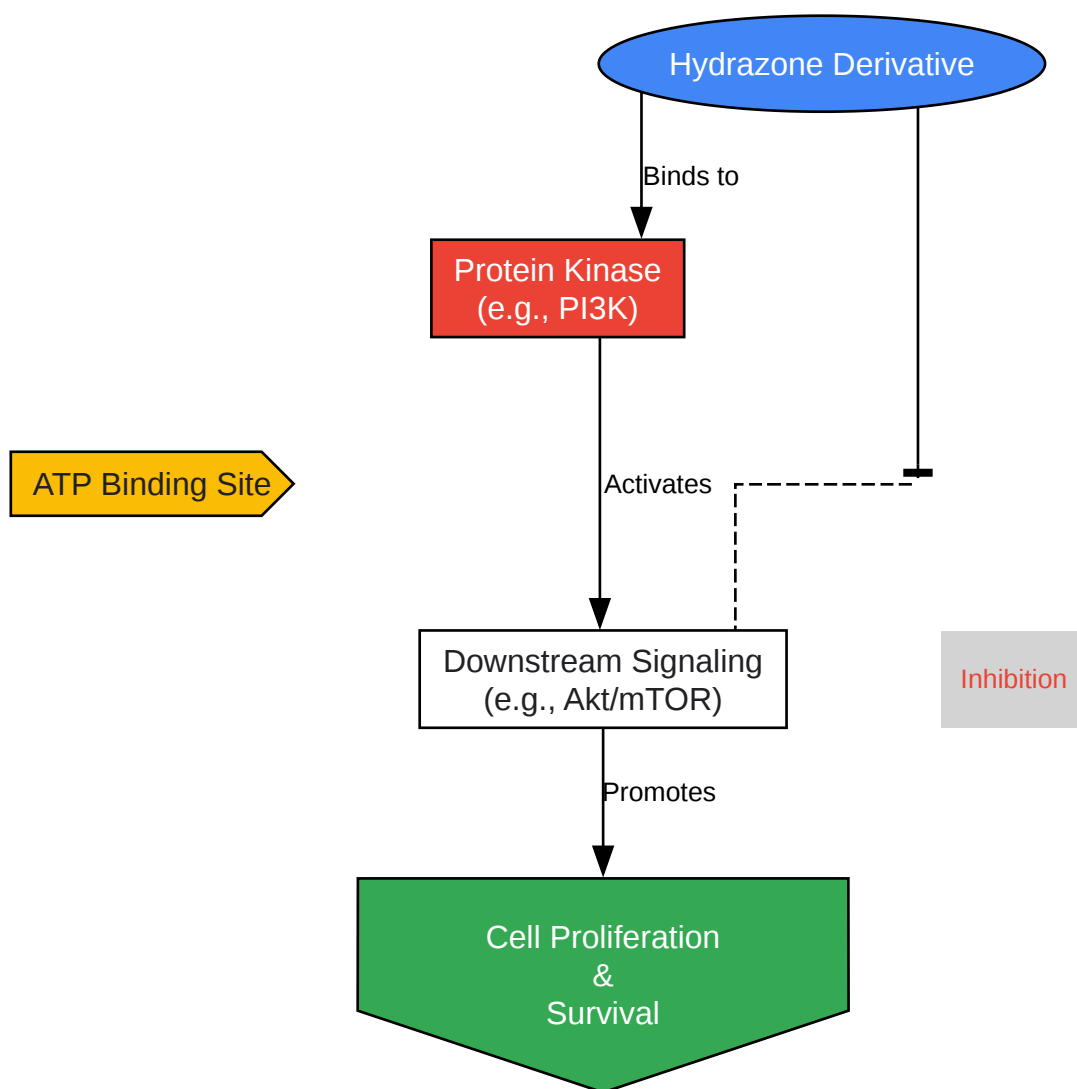 Hydrazone Derivative
Binds to
Protein Kinase
(e.g., PI3K)
ATP Binding Site
Activates
Downstream Signaling
(e.g., Akt/mTOR)
Inhibition
Promotes
Cell Proliferation
&
Survival